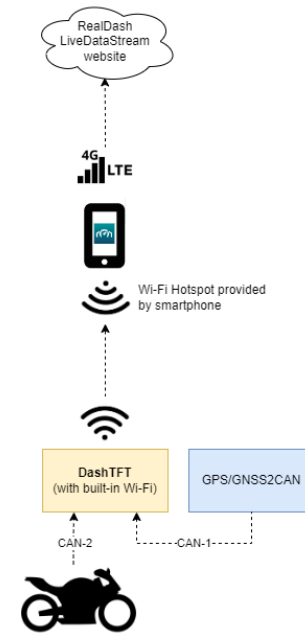 RealDash
LiveDataStream
website
4G
LTE
Wi-Fi Hotspot provided
by smartphone
DashTFT
(with built-in Wi-Fi)
GPS/GNSS2CAN
CAN-2
CAN-1